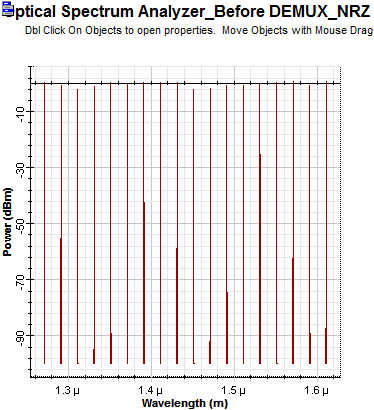 Optical Spectrum Analyzer_Before DEMUX_NRZ
Dbl Click On Objects to open properties. Move Objects with Mouse Drag
-10
-30
-50
-70
-90
Power (dBm)
1.3 µ
1.4 µ
1.5 µ
1.6 µ
Wavelength (m)